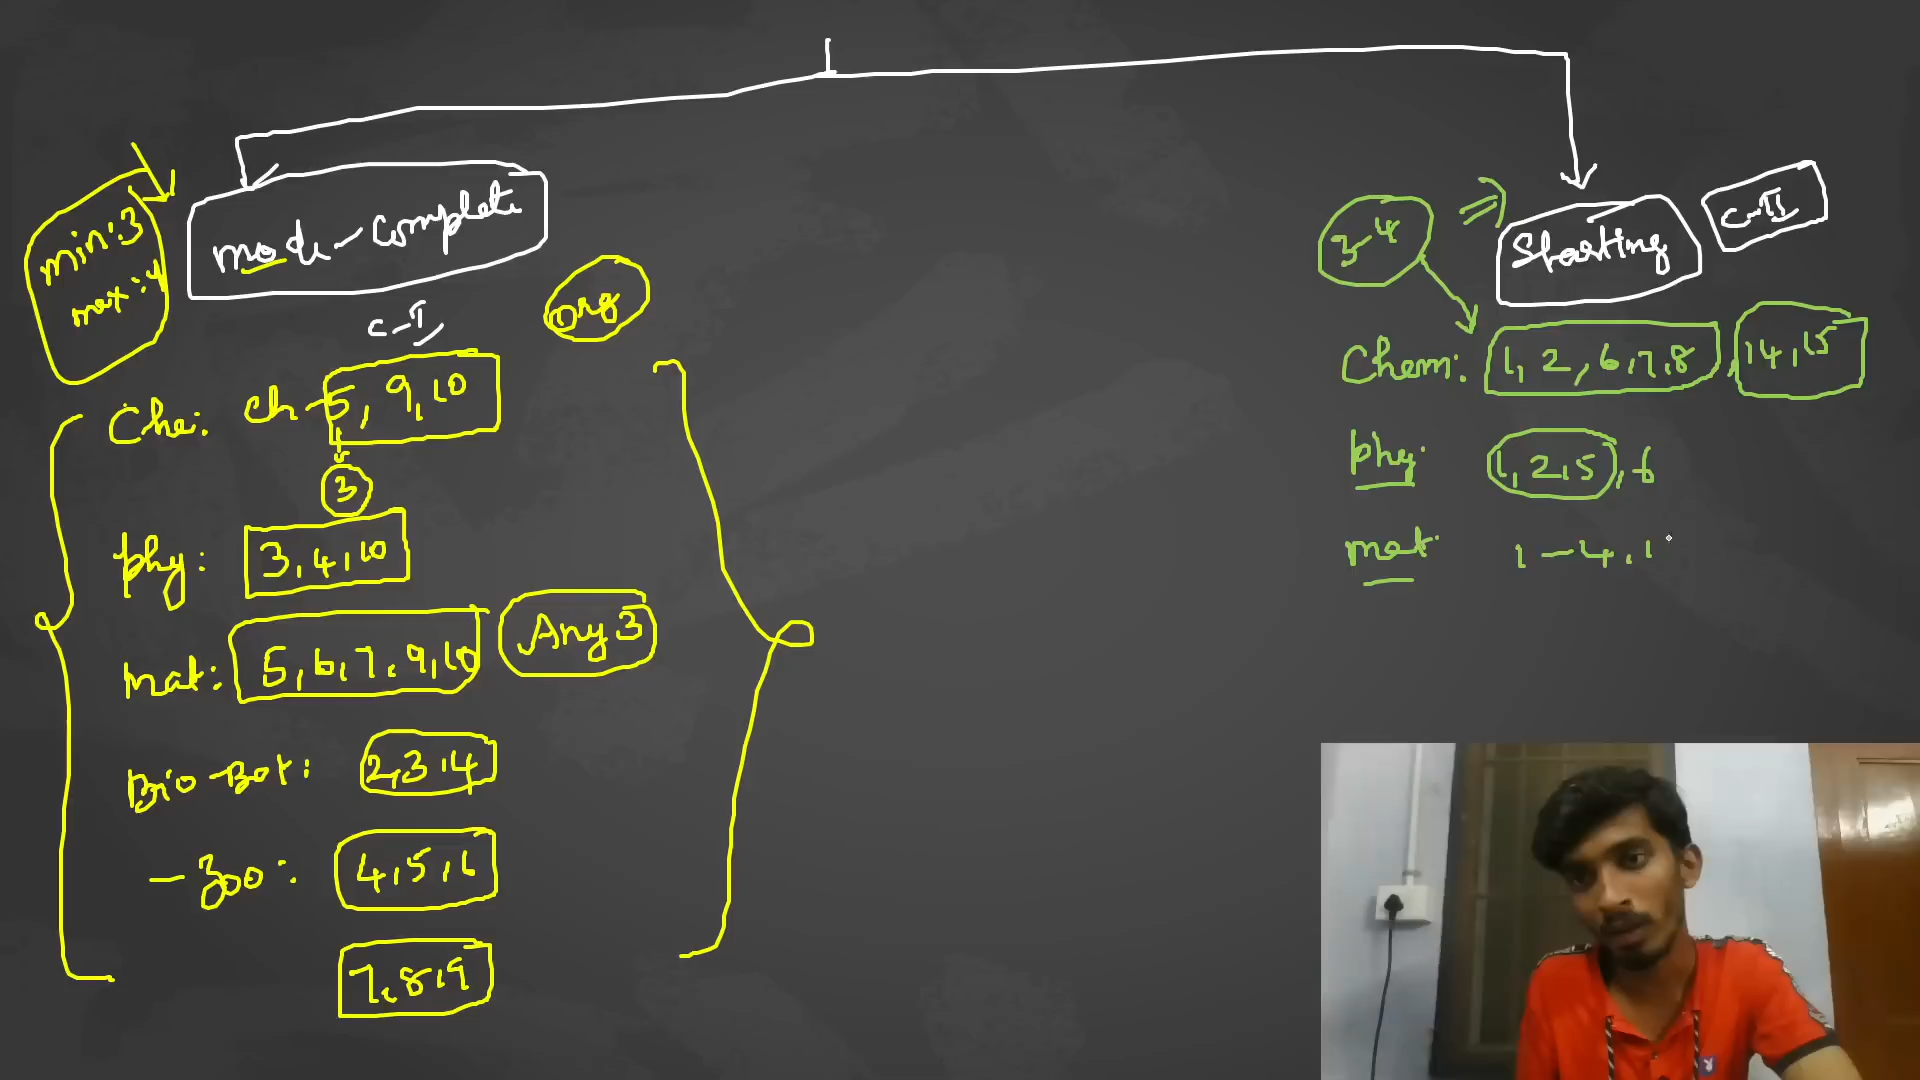 min:3
max:4
mode-complete
C-I
org
Che: Ch-5, 9, 10
3
Phy: 3, 4, 10
mat: 5, 6, 7, 9, 10
Any 3
Bio-Bot: 2, 3, 4
- Zoo: 4, 5, 6
7, 8, 9
3-4
Starting
C-II
Chem: 1, 2, 6, 7, 8, 14, 15
Phy: 1, 2, 5, 6
mat: 1-4, 1